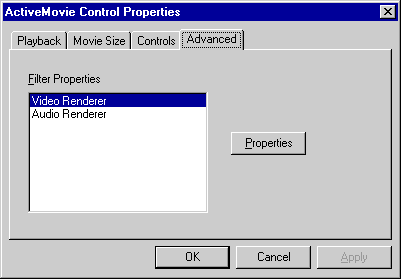 ActiveMovie Control Properties
Playback Movie Size Controls Advanced
Filter Properties
Video Renderer
Audio Renderer
Properties
OK Cancel Apply